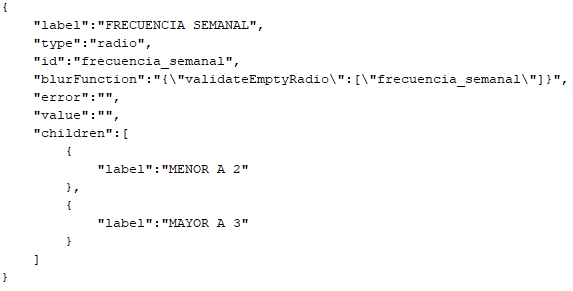 {
    "label":"FRECUENCIA SEMANAL",
    "type":"radio",
    "id":"frecuencia_semanal",
    "blurFunction":"{\"validateEmptyRadio\":[\"frecuencia_semanal\"]}",
    "error":"",
    "value":"",
    "children":[
        {
            "label":"MENOR A 2"
        },
        {
            "label":"MAYOR A 3"
        }
    ]
}